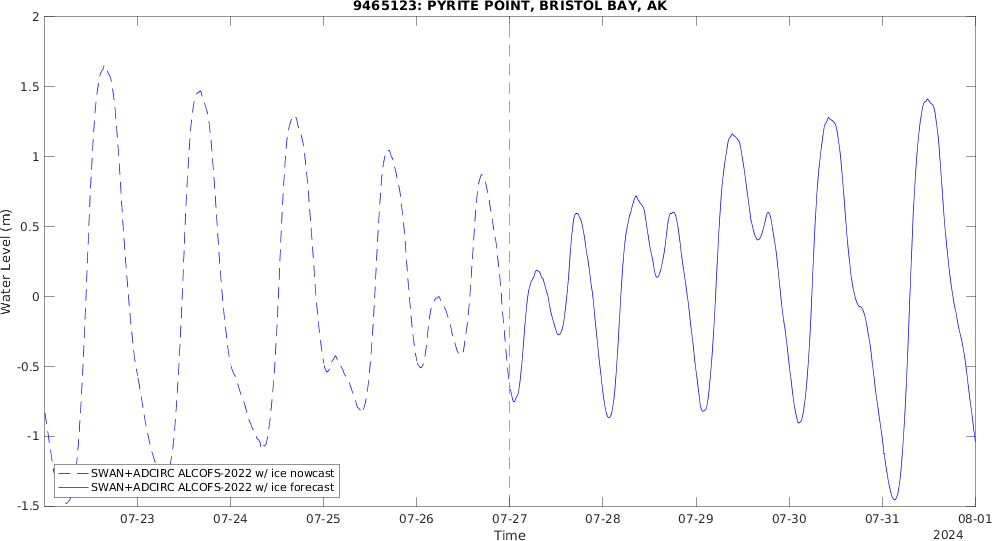 9465123: PYRITE POINT, BRISTOL BAY, AK
2
1.5
1
0.5
0
-0.5
-1
-1.5
Water Level (m)
SWAN+ADCIRC ALCOFS-2022 w/ ice nowcast
SWAN+ADCIRC ALCOFS-2022 w/ ice forecast
07-23 07-24 07-25 07-26 07-27 07-28 07-29 07-30 07-31 08-01
Time
2024